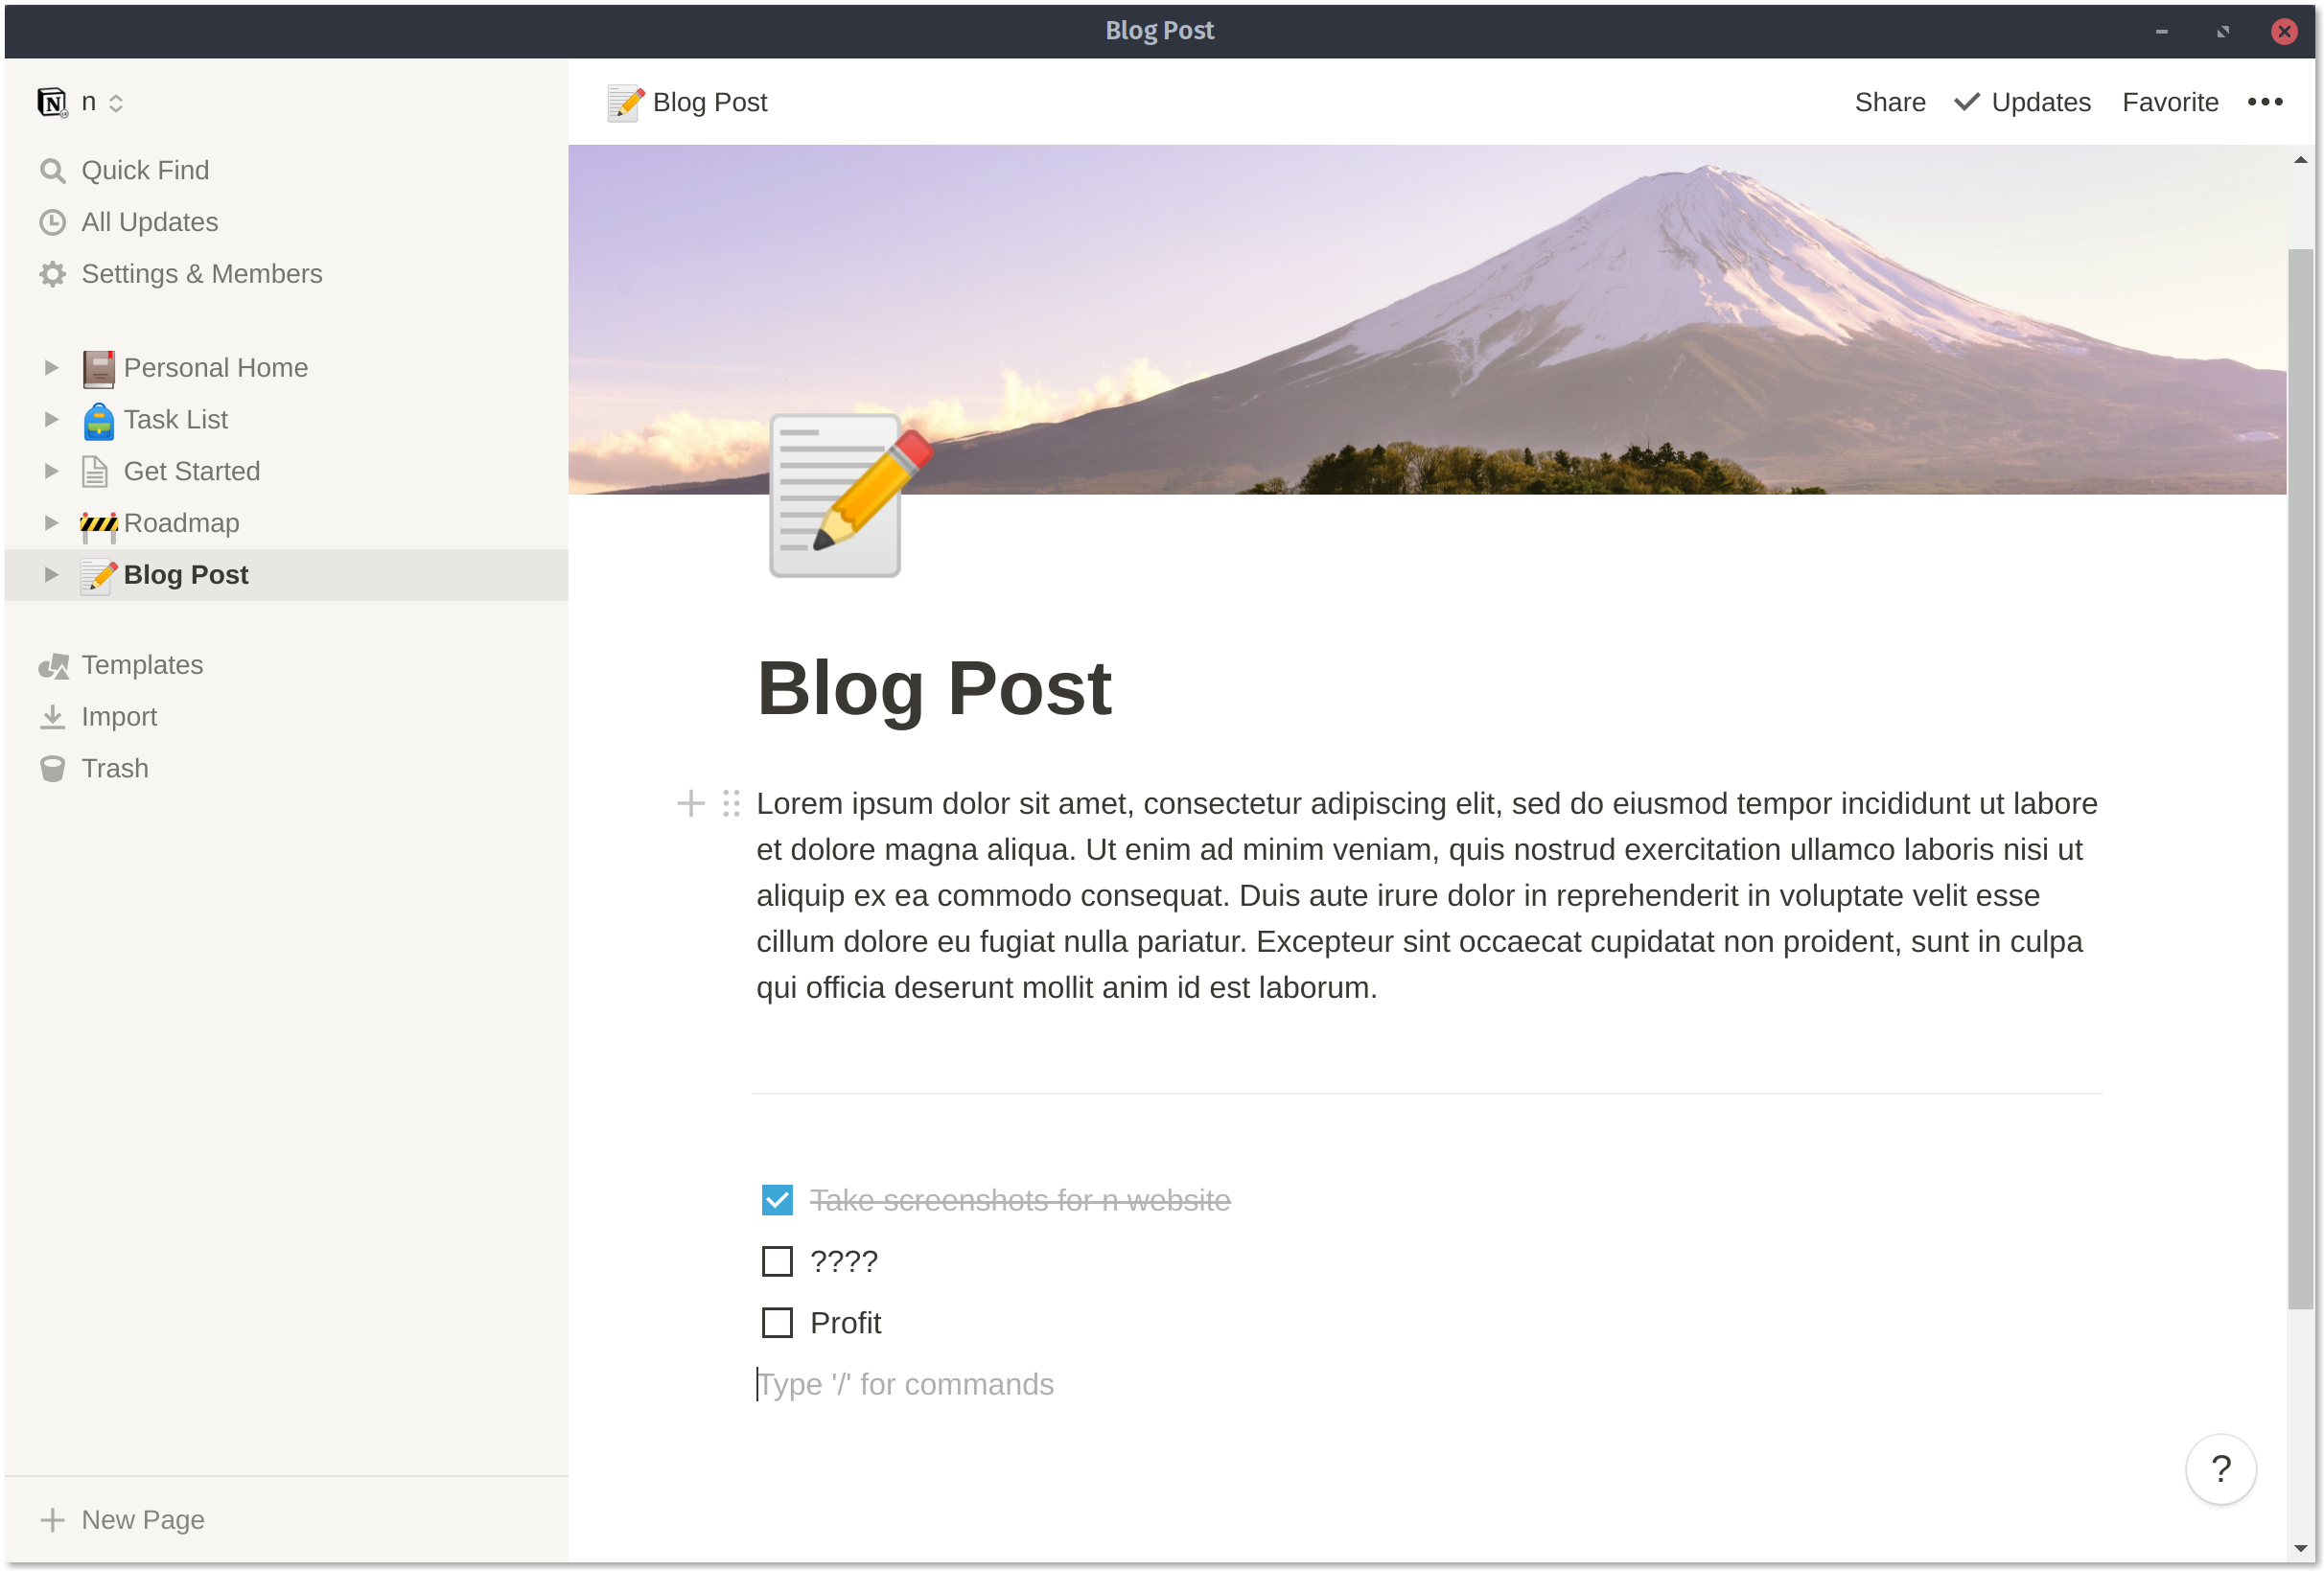 Blog Post
n
Quick Find
All Updates
Settings & Members
Personal Home
Task List
Get Started
Roadmap
Blog Post
Templates
Import
Trash
New Page
Blog Post
Share
Updates
Favorite
Blog Post
Lorem ipsum dolor sit amet, consectetur adipiscing elit, sed do eiusmod tempor incididunt ut labore
et dolore magna aliqua. Ut enim ad minim veniam, quis nostrud exercitation ullamco laboris nisi ut
aliquip ex ea commodo consequat. Duis aute irure dolor in reprehenderit in voluptate velit esse
cillum dolore eu fugiat nulla pariatur. Excepteur sint occaecat cupidatat non proident, sunt in culpa
qui officia deserunt mollit anim id est laborum.
Take screenshots for n website
????
Profit
Type '/' for commands
?